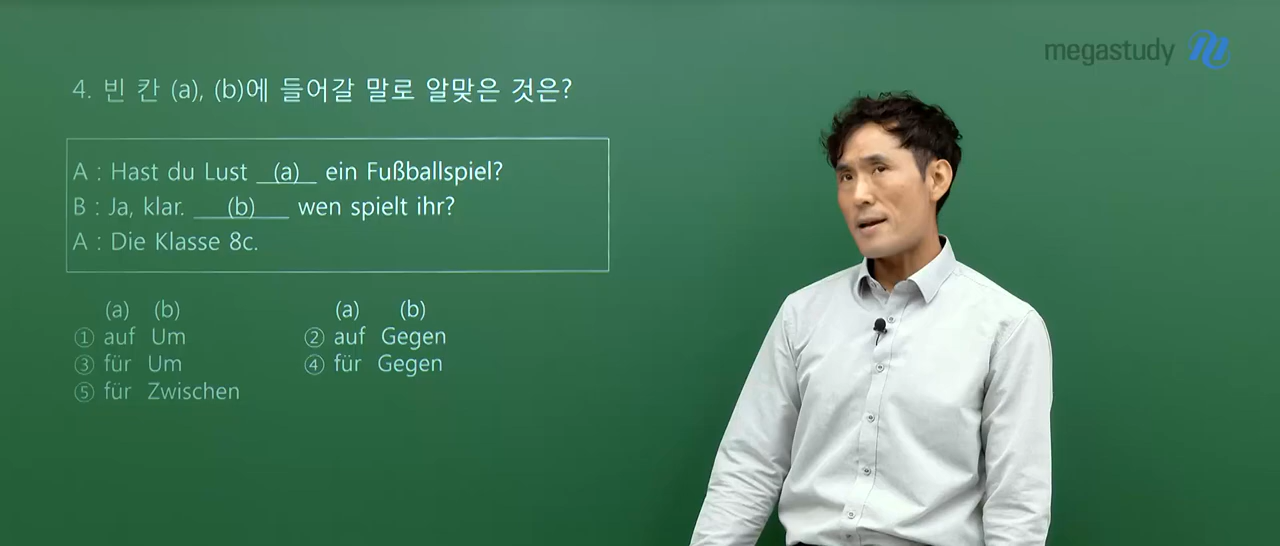 megastudy
4. 빈 칸 (a), (b)에 들어갈 말로 알맞은 것은?
A : Hast du Lust __(a)__ ein Fußballspiel?
B : Ja, klar. ____(b)____ wen spielt ihr?
A : Die Klasse 8c.
(a) (b) (a) (b)
① auf Um ② auf Gegen
③ für Um ④ für Gegen
⑤ für Zwischen